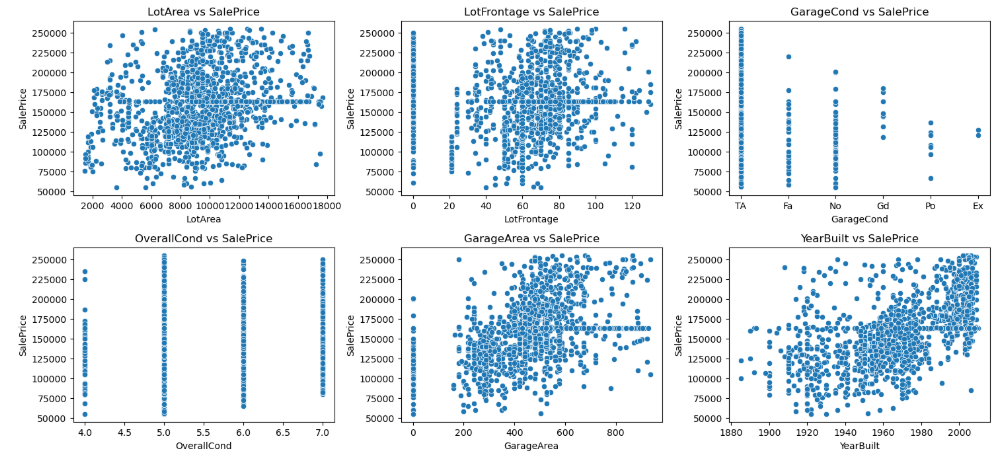 LotArea vs SalePrice
250000
225000
200000
175000
150000
125000
100000
75000
50000
SalePrice
2000 4000 6000 8000 10000 12000 14000 16000 18000
LotArea
LotFrontage vs SalePrice
250000
225000
200000
175000
150000
125000
100000
75000
50000
SalePrice
0 20 40 60 80 100 120
LotFrontage
GarageCond vs SalePrice
250000
225000
200000
175000
150000
125000
100000
75000
50000
SalePrice
TA Fa No Gd Po Ex
GarageCond
OverallCond vs SalePrice
250000
225000
200000
175000
150000
125000
100000
75000
50000
SalePrice
4.0 4.5 5.0 5.5 6.0 6.5 7.0
OverallCond
GarageArea vs SalePrice
250000
225000
200000
175000
150000
125000
100000
75000
50000
SalePrice
0 200 400 600 800
GarageArea
YearBuilt vs SalePrice
250000
225000
200000
175000
150000
125000
100000
75000
50000
SalePrice
1880 1900 1920 1940 1960 1980 2000
YearBuilt